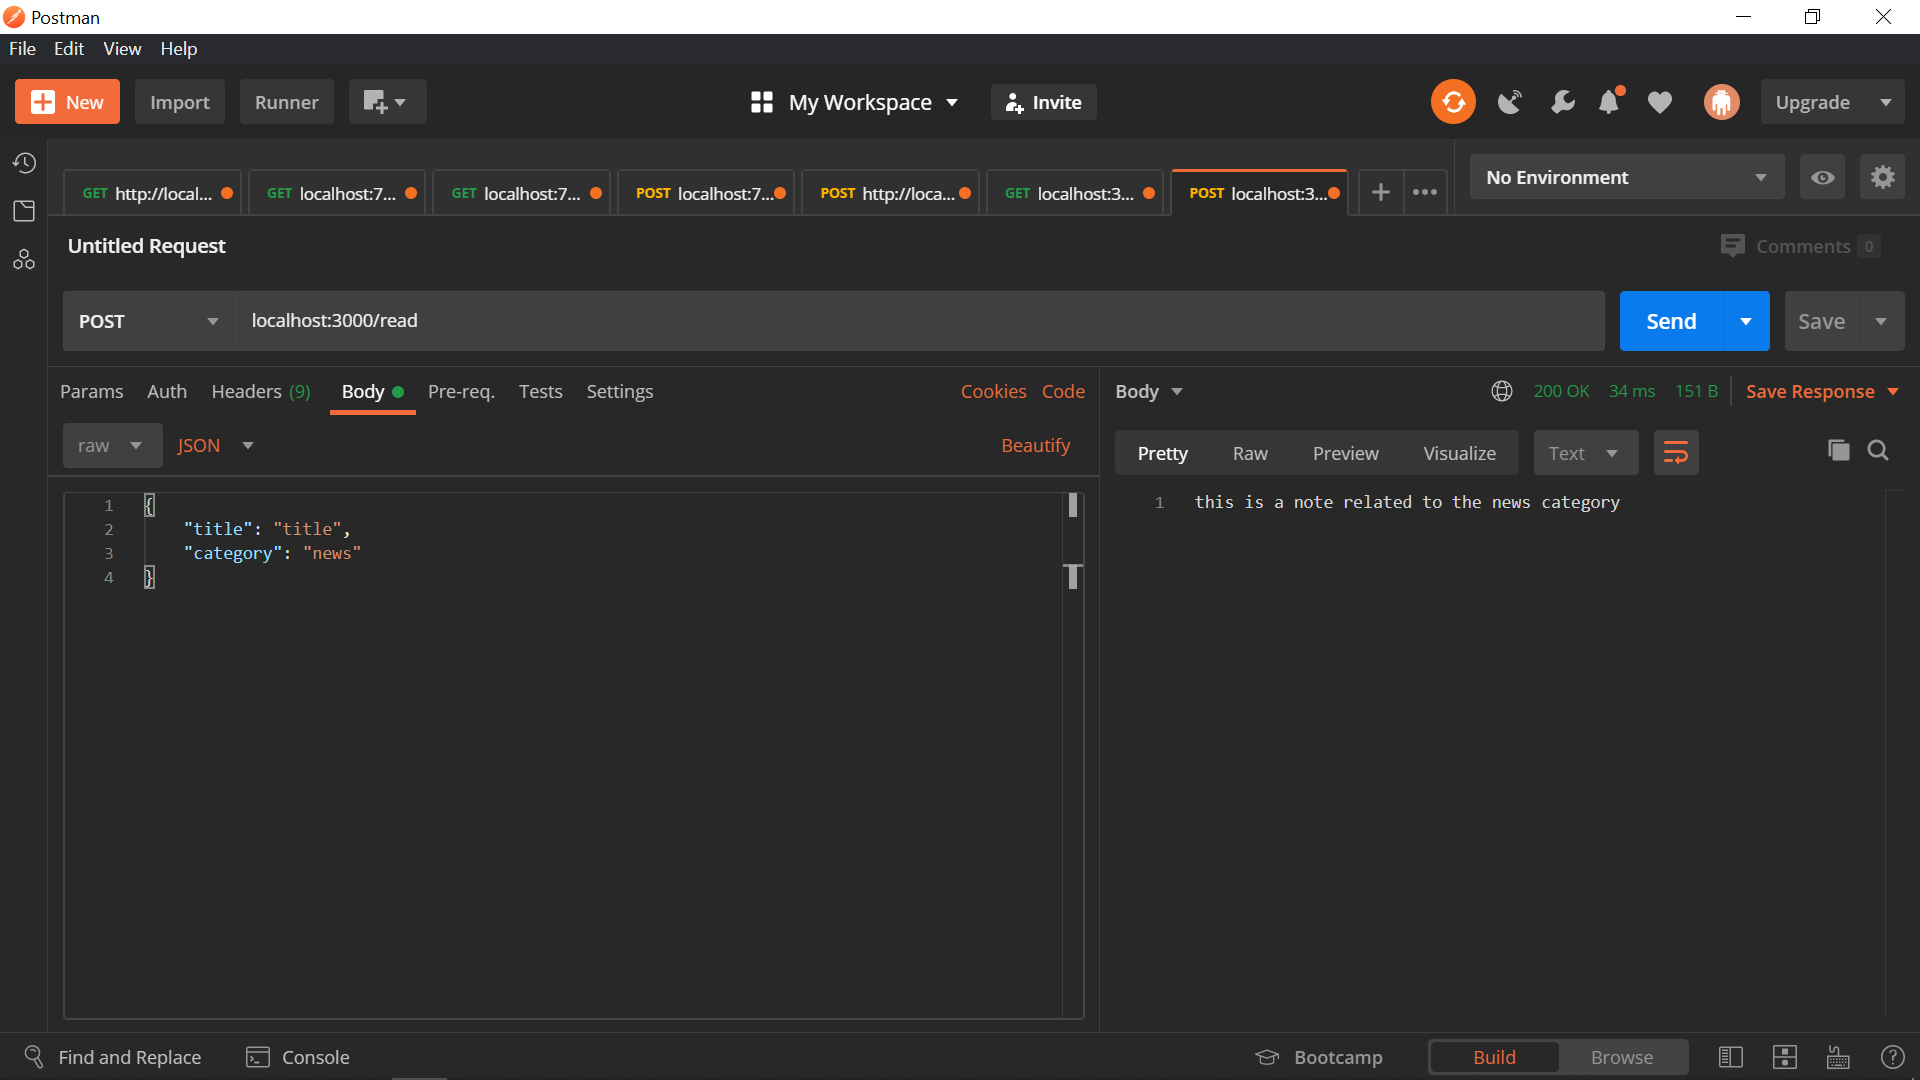 Postman
File Edit View Help
New Import Runner My Workspace Invite Upgrade
GET http://local... GET localhost:7... GET localhost:7... POST localhost:7... POST http://loca... GET localhost:3... POST localhost:3... No Environment
Untitled Request Comments 0
POST localhost:3000/read Send Save
Params Auth Headers (9) Body Pre-req. Tests Settings Cookies Code Body 200 OK 34 ms 151 B Save Response
raw JSON Beautify Pretty Raw Preview Visualize Text
1 {
2 "title": "title",
3 "category": "news"
4 }
1 this is a note related to the news category
Find and Replace Console Bootcamp Build Browse